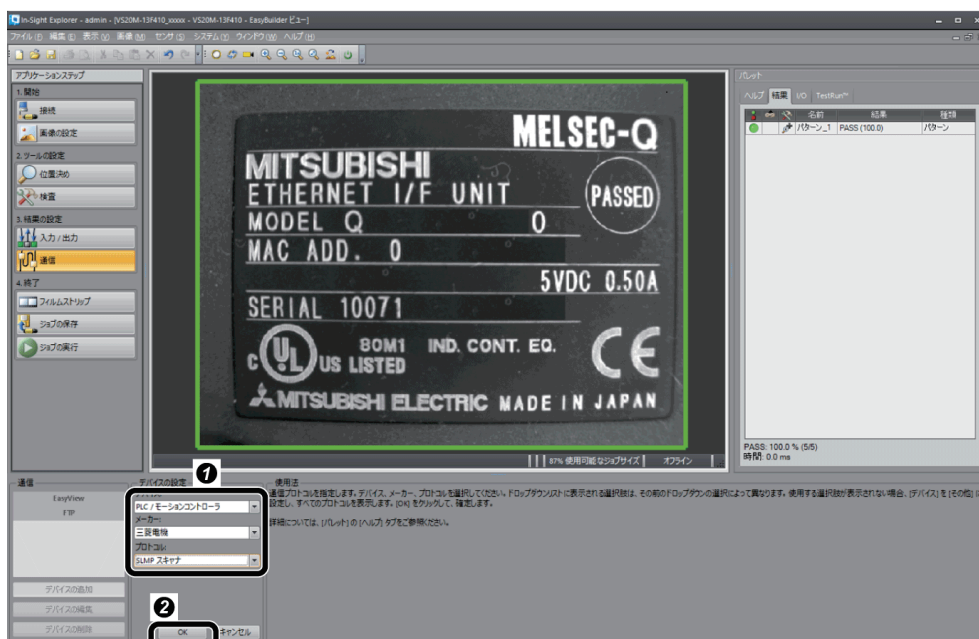 In-Sight Explorer - admin - [VS20M-13F410_xxxxx - VS20M-13F410 - EasyBuilder ビュー]
ファイル(F) 編集(E) 表示(V) 画像(M) センサ(S) システム(Y) ウィンドウ(W) ヘルプ(H)
アプリケーションステップ
1. 開始
接続
画像の設定
2. ツールの設定
位置決め
検査
3. 結果の設定
入力 / 出力
通信
4. 終了
フィルムストリップ
ジョブの保存
ジョブの実行
MELSEC-Q
MITSUBISHI
ETHERNET I/F UNIT
PASSED
MODEL Q 0
MAC ADD. 0
5VDC 0.50A
SERIAL 10071
80M1 IND. CONT. EQ.
C UL US LISTED
CE
MITSUBISHI ELECTRIC MADE IN JAPAN
87% 使用可能なジョブサイズ オフライン
パレット
ヘルプ 結果 I/O TestRun™
名前 結果 種類
パターン_1 PASS (100.0) パターン
PASS: 100.0 % (5/5)
時間: 0.0 ms
通信
EasyView
FTP
デバイスの追加
デバイスの編集
デバイスの削除
デバイスの設定
1
PLC / モーションコントローラ
メーカー:
三菱電機
プロトコル:
SLMP スキャナ
2
OK キャンセル
使用法
通信プロトコルを指定します。デバイス、メーカー、プロトコルを選択してください。ドロップダウンリストに表示される選択肢は、その前のドロップダウンの選択によって異なります。使用する選択肢が表示されない場合、[デバイス] を [その他] に
設定し、すべてのプロトコルを表示します。[OK] をクリックして、確定します。
詳細については、[パレット] の [ヘルプ] タブをご参照ください。